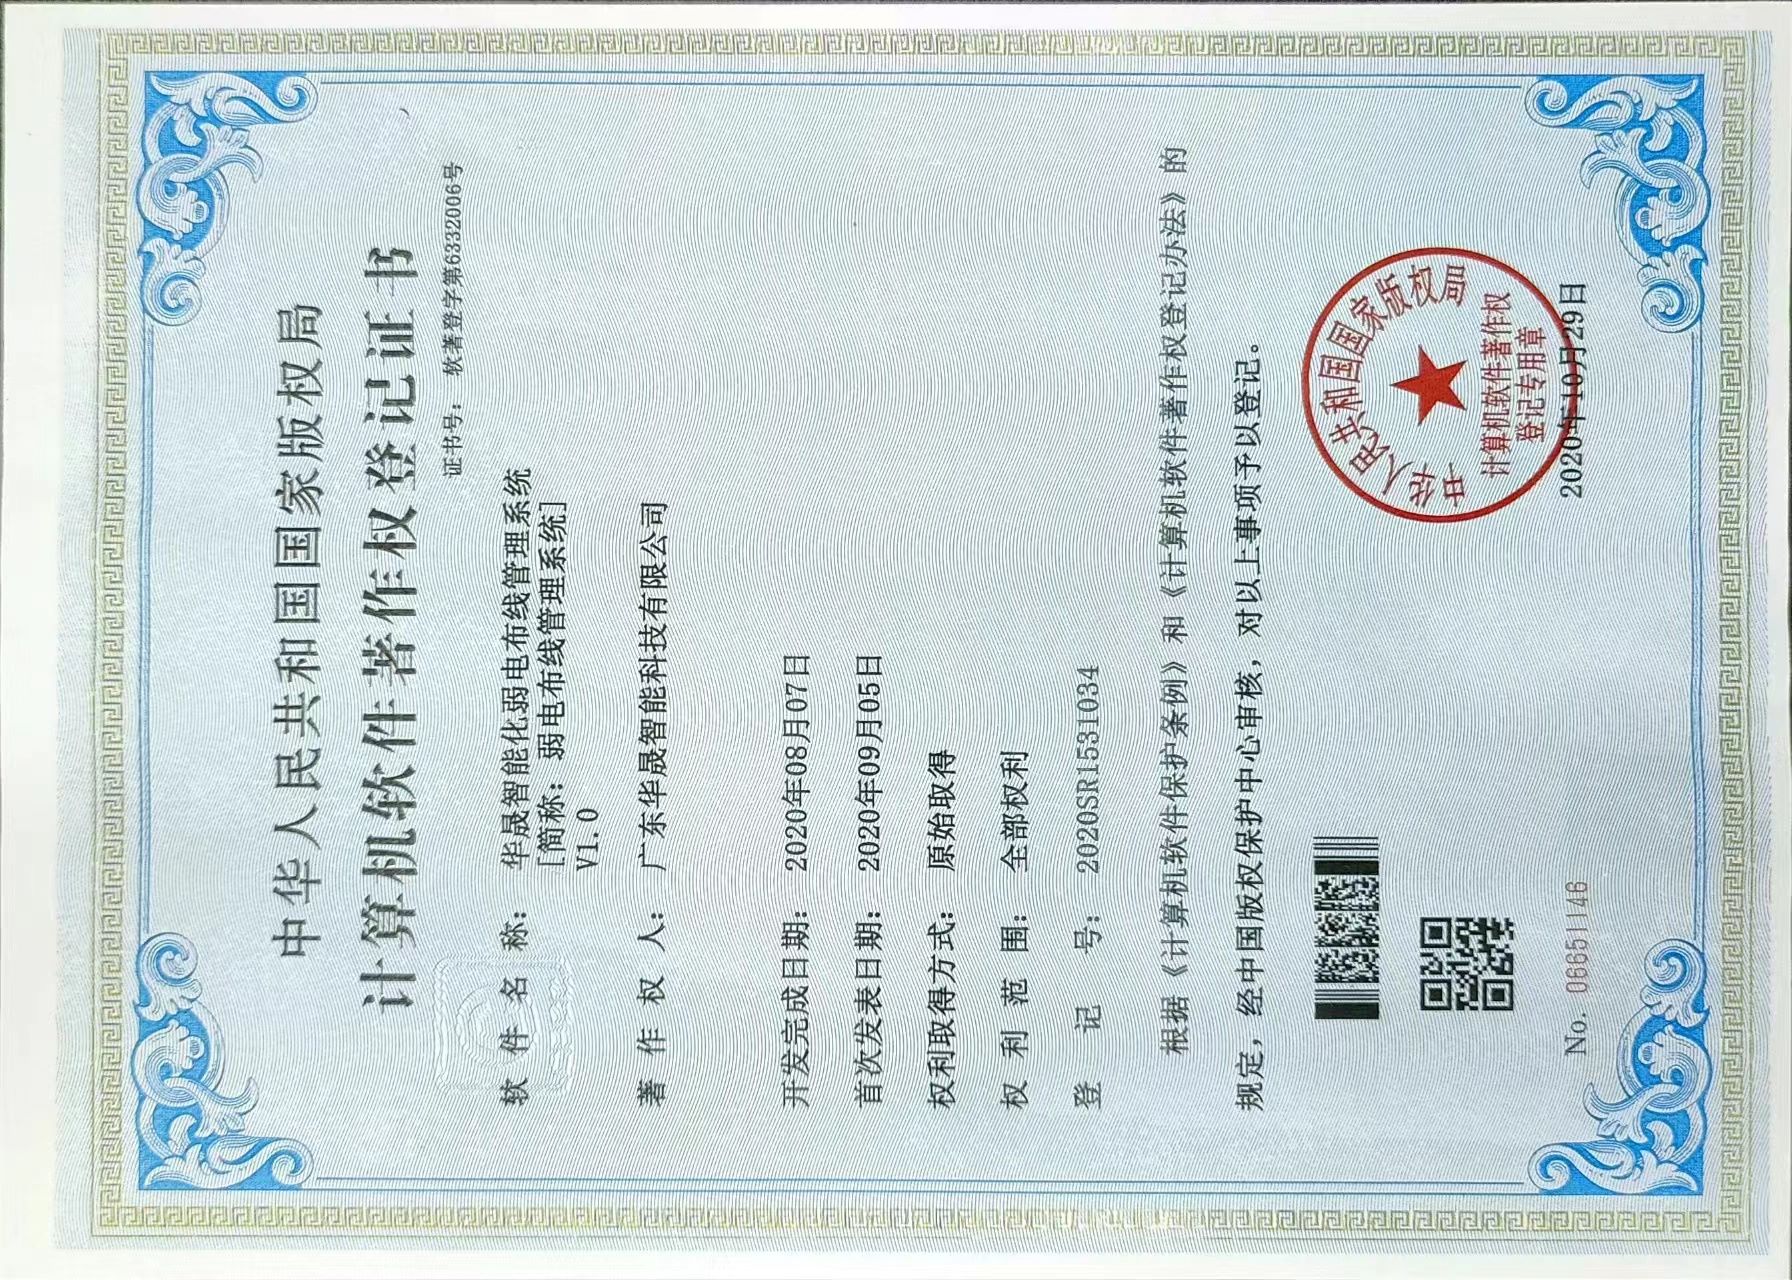 中华人民共和国国家版权局
计算机软件著作权登记证书
证书号： 软著登字第6332006号
软件名称： 华晟智能化弱电布线管理系统
[简称：弱电布线管理系统]
V1.0
著作权人： 广东华晟智能科技有限公司
开发完成日期： 2020年08月07日
首次发表日期： 2020年09月05日
权利取得方式： 原始取得
权利范围： 全部权利
登记号： 2020SR1531034
根据《计算机软件保护条例》和《计算机软件著作权登记办法》的
规定，经中国版权保护中心审核，对以上事项予以登记。
中华人民共和国国家版权局
计算机软件著作权
登记专用章
No. 06651146
2020年10月29日